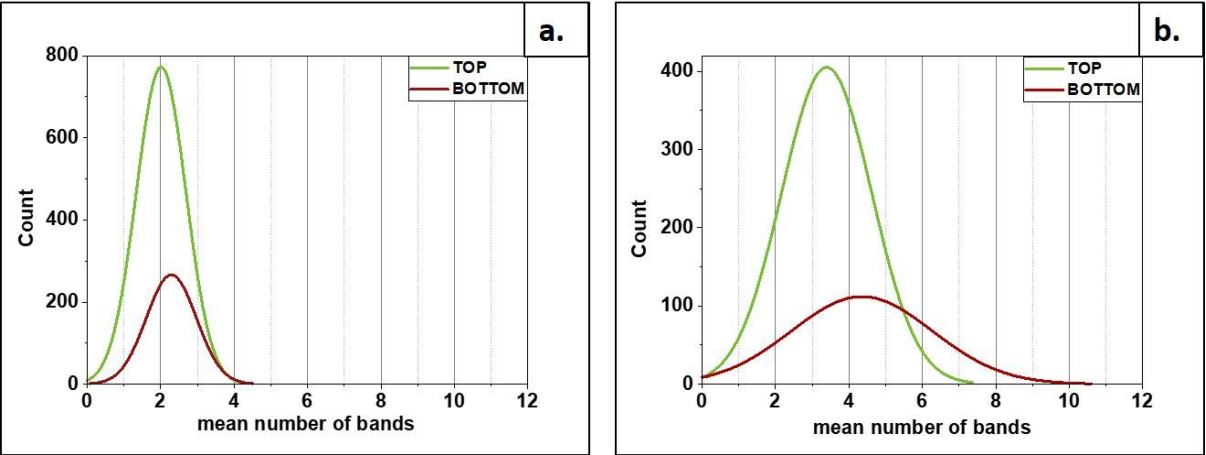 a.
800
600
400
200
0
Count
TOP
BOTTOM
0 2 4 6 8 10 12
mean number of bands
b.
400
300
200
100
0
Count
TOP
BOTTOM
0 2 4 6 8 10 12
mean number of bands